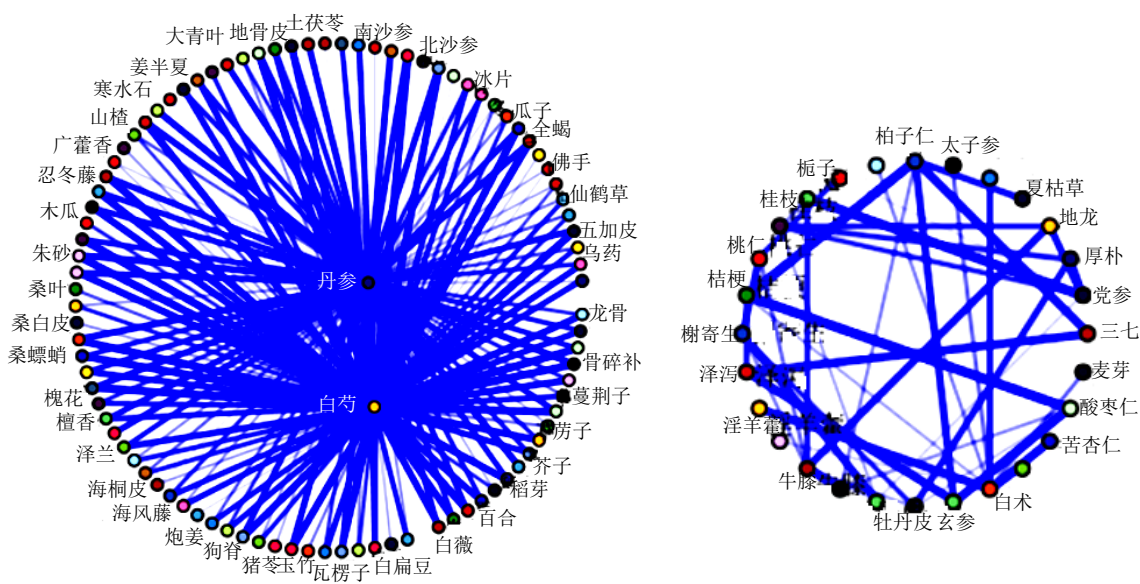 土茯苓
南沙参
北沙参
冰片
瓜子
全蝎
佛手
仙鹤草
五加皮
乌药
龙骨
骨碎补
蔓荆子
苈子
芥子
稻芽
百合
白薇
白扁豆
瓦楞子
玉竹
猪苓
狗脊
炮姜
海风藤
海桐皮
泽兰
檀香
槐花
桑螵蛸
桑白皮
桑叶
朱砂
木瓜
忍冬藤
广藿香
山楂
寒水石
姜半夏
大青叶
地骨皮
丹参
白芍
柏子仁
太子参
夏枯草
地龙
厚朴
党参
三七
麦芽
酸枣仁
苦杏仁
白术
玄参
牡丹皮
牛膝
淫羊藿
泽泻
槲寄生
桔梗
桃仁
桂枝
栀子